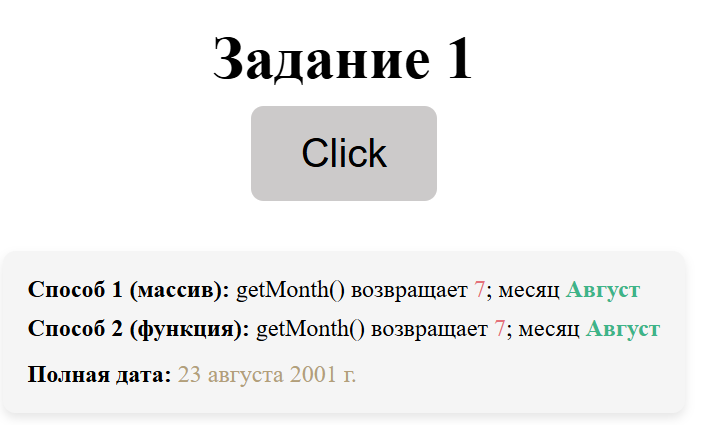 Задание 1
Click
Способ 1 (массив): getMonth() возвращает 7; месяц Август
Способ 2 (функция): getMonth() возвращает 7; месяц Август
Полная дата: 23 августа 2001 г.